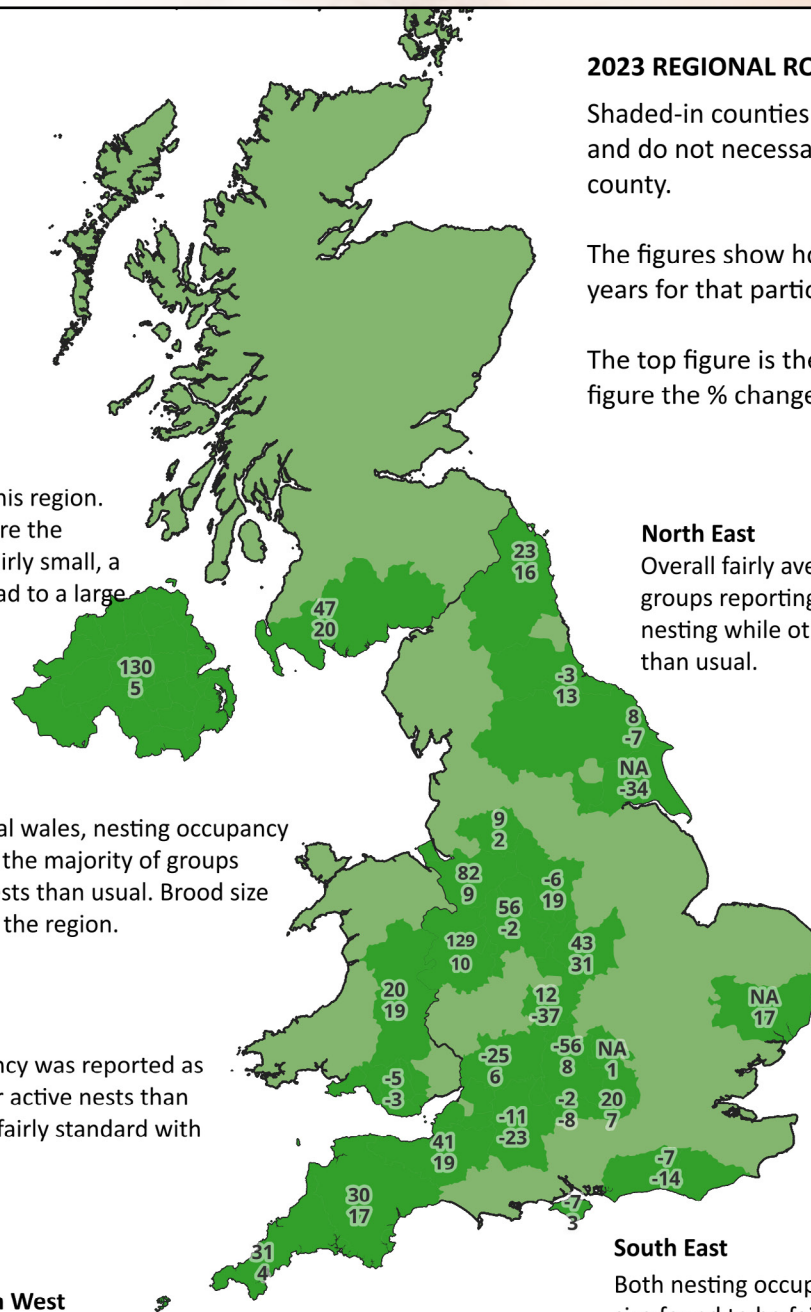 2023 REGIONAL RO
Shaded-in counties
and do not necessa
county.
The figures show ho
years for that partic
The top figure is the
figure the % change
his region.
re the
irly small, a
ad to a large
North East
Overall fairly ave
groups reporting
nesting while ot
than usual.
23
16
47
20
130
5
-3
13
8
-7
NA
-34
al wales, nesting occupancy
the majority of groups
sts than usual. Brood size
the region.
9
2
82
9
-6
19
56
-2
129
10
43
31
20
19
12
-37
NA
17
ncy was reported as
r active nests than
fairly standard with
-25
6
-56
8
NA
1
-5
-3
-2
-8
20
7
-11
-23
41
19
-7
-14
30
17
-7
3
31
4
South East
Both nesting occup
h West